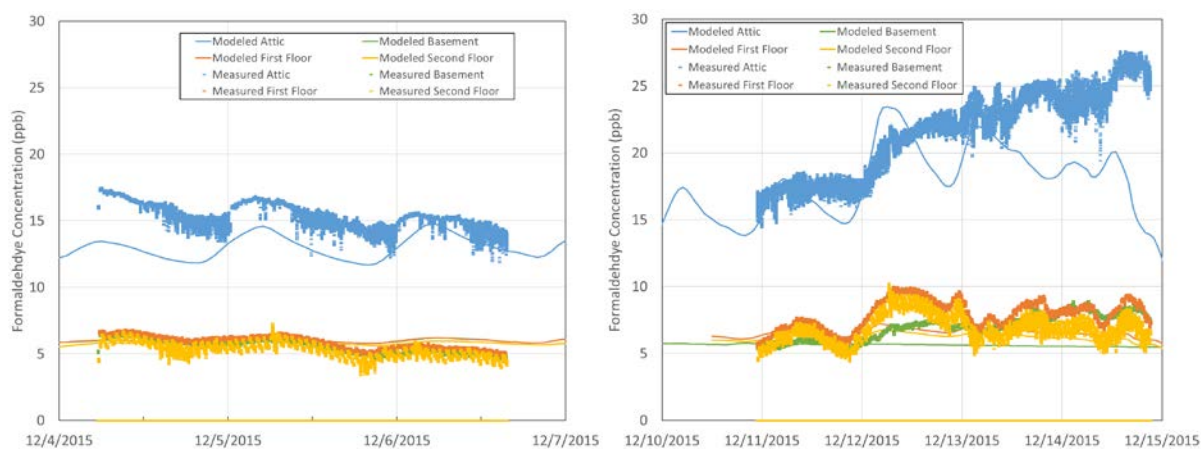 30
25
20
15
10
5
0
Formaldehdye Concentration (ppb)
Modeled Attic Modeled Basement
Modeled First Floor Modeled Second Floor
Measured Attic Measured Basement
Measured First Floor Measured Second Floor
12/4/2015 12/5/2015 12/6/2015 12/7/2015
30
25
20
15
10
5
0
Formaldehdye Concentration (ppb)
Modeled Attic Modeled Basement
Modeled First Floor Modeled Second Floor
Measured Attic Measured Basement
Measured First Floor Measured Second Floor
12/10/2015 12/11/2015 12/12/2015 12/13/2015 12/14/2015 12/15/2015